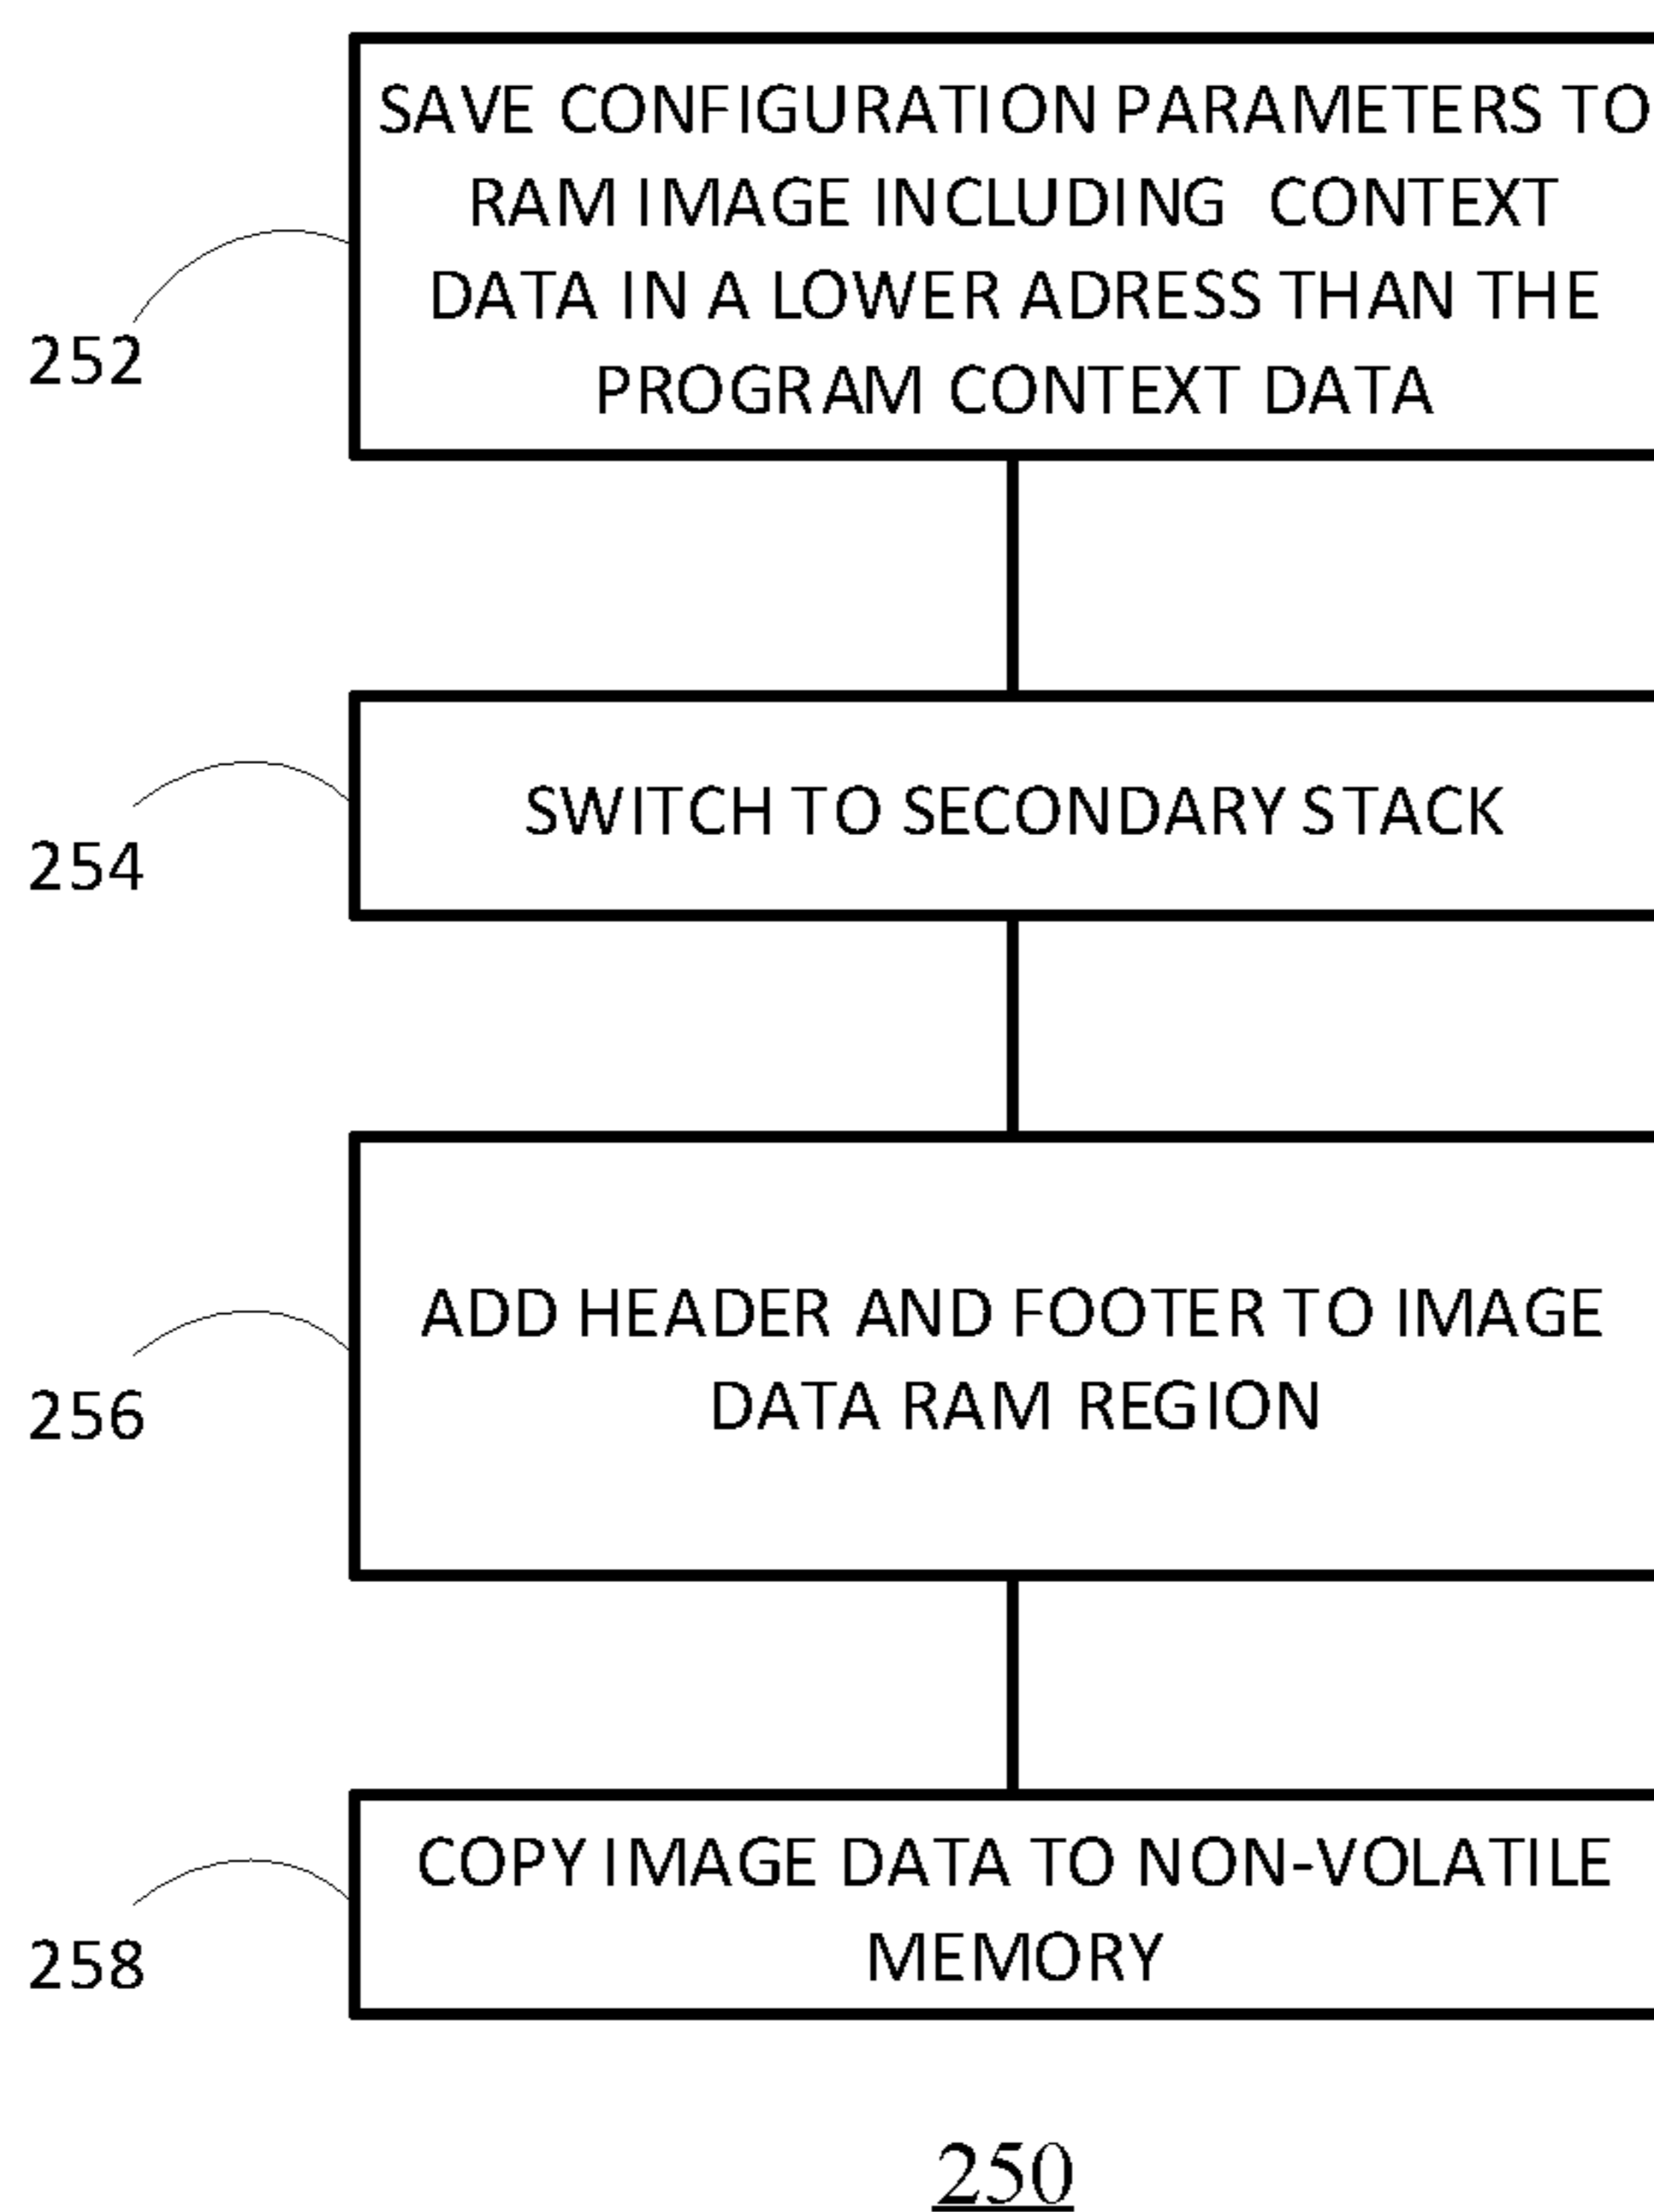 SAVE CONFIGURATION PARAMETERS TO
RAM IMAGE INCLUDING CONTEXT
DATA IN A LOWER ADRESS THAN THE
PROGRAM CONTEXT DATA
252
SWITCH TO SECONDARY STACK
254
ADD HEADER AND FOOTER TO IMAGE
DATA RAM REGION
256
COPY IMAGE DATA TO NON-VOLATILE
MEMORY
258
250